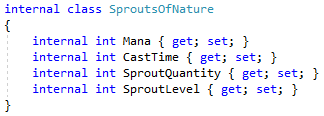 internal class SproutsOfNature
{
    internal int Mana { get; set; }
    internal int CastTime { get; set; }
    internal int SproutQuantity { get; set; }
    internal int SproutLevel { get; set; }
}